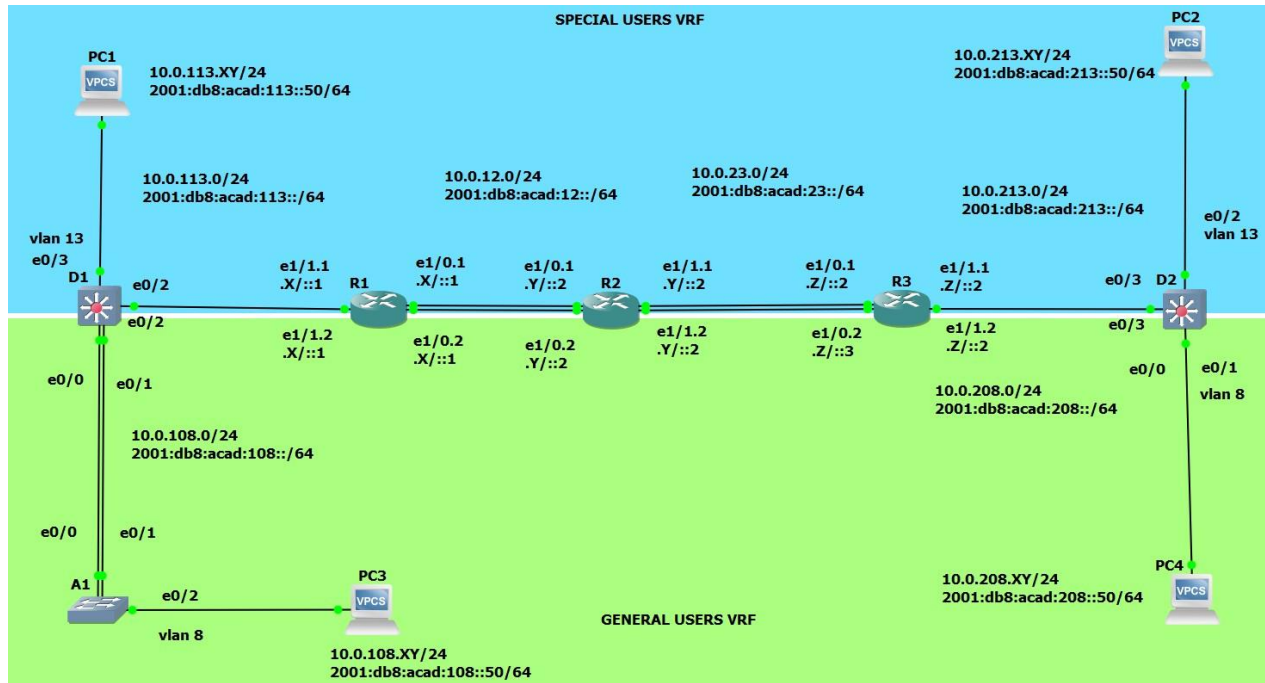 SPECIAL USERS VRF
PC1
VPCS
10.0.113.XY/24
2001:db8:acad:113::50/64
PC2
VPCS
10.0.213.XY/24
2001:db8:acad:213::50/64
10.0.113.0/24
2001:db8:acad:113::/64
10.0.12.0/24
2001:db8:acad:12::/64
10.0.23.0/24
2001:db8:acad:23::/64
10.0.213.0/24
2001:db8:acad:213::/64
e0/2
vlan 13
vlan 13
e0/3
D1
e0/2
e0/2
e1/1.1
.X/::1
R1
e1/0.1
.X/::1
e1/0.1
.Y/::2
R2
e1/1.1
.Y/::2
e1/0.1
.Z/::2
R3
e1/1.1
.Z/::2
e0/3
D2
e0/3
e1/1.2
.X/::1
e1/0.2
.X/::1
e1/0.2
.Y/::2
e1/1.2
.Y/::2
e1/0.2
.Z/::3
e1/1.2
.Z/::2
e0/0
e0/1
e0/0
e0/1
vlan 8
10.0.208.0/24
2001:db8:acad:208::/64
10.0.108.0/24
2001:db8:acad:108::/64
e0/0
e0/1
A1
e0/2
vlan 8
PC3
VPCS
10.0.108.XY/24
2001:db8:acad:108::50/64
GENERAL USERS VRF
PC4
VPCS
10.0.208.XY/24
2001:db8:acad:208::50/64